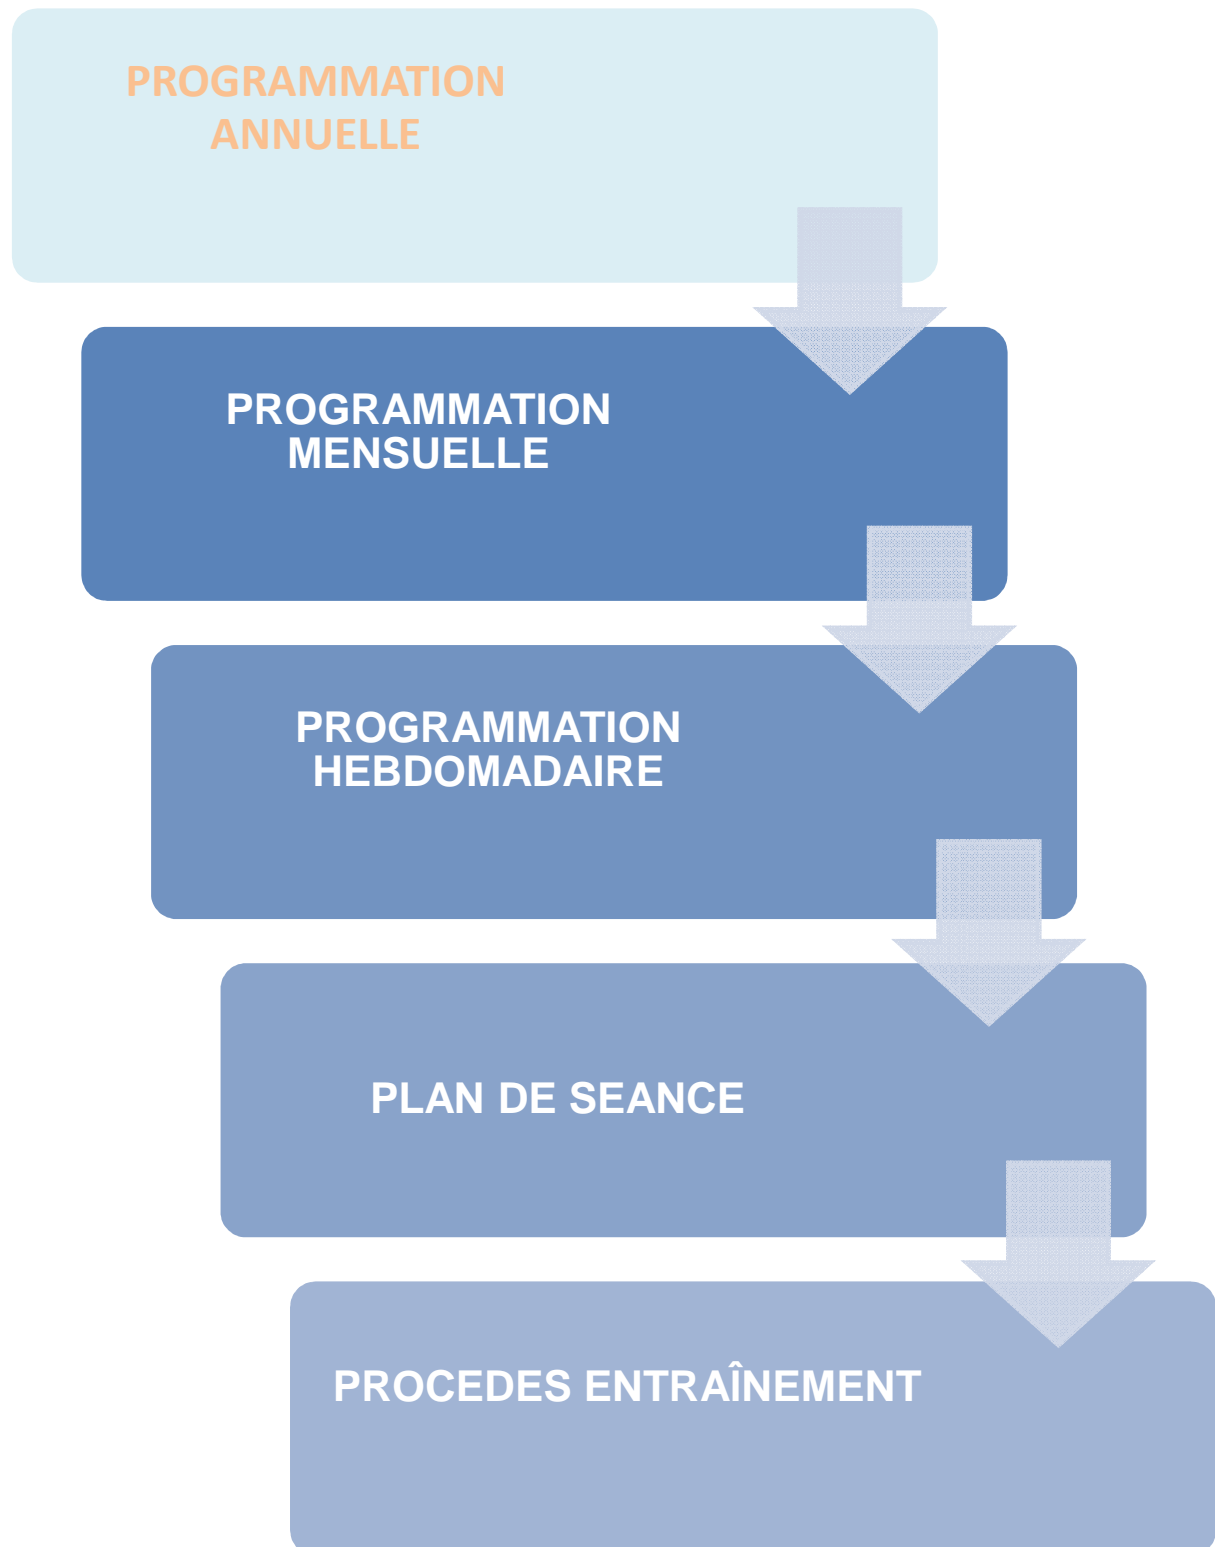 PROGRAMMATION
ANNUELLE
PROGRAMMATION
MENSUELLE
PROGRAMMATION
HEBDOMADAIRE
PLAN DE SEANCE
PROCEDES ENTRAÎNEMENT